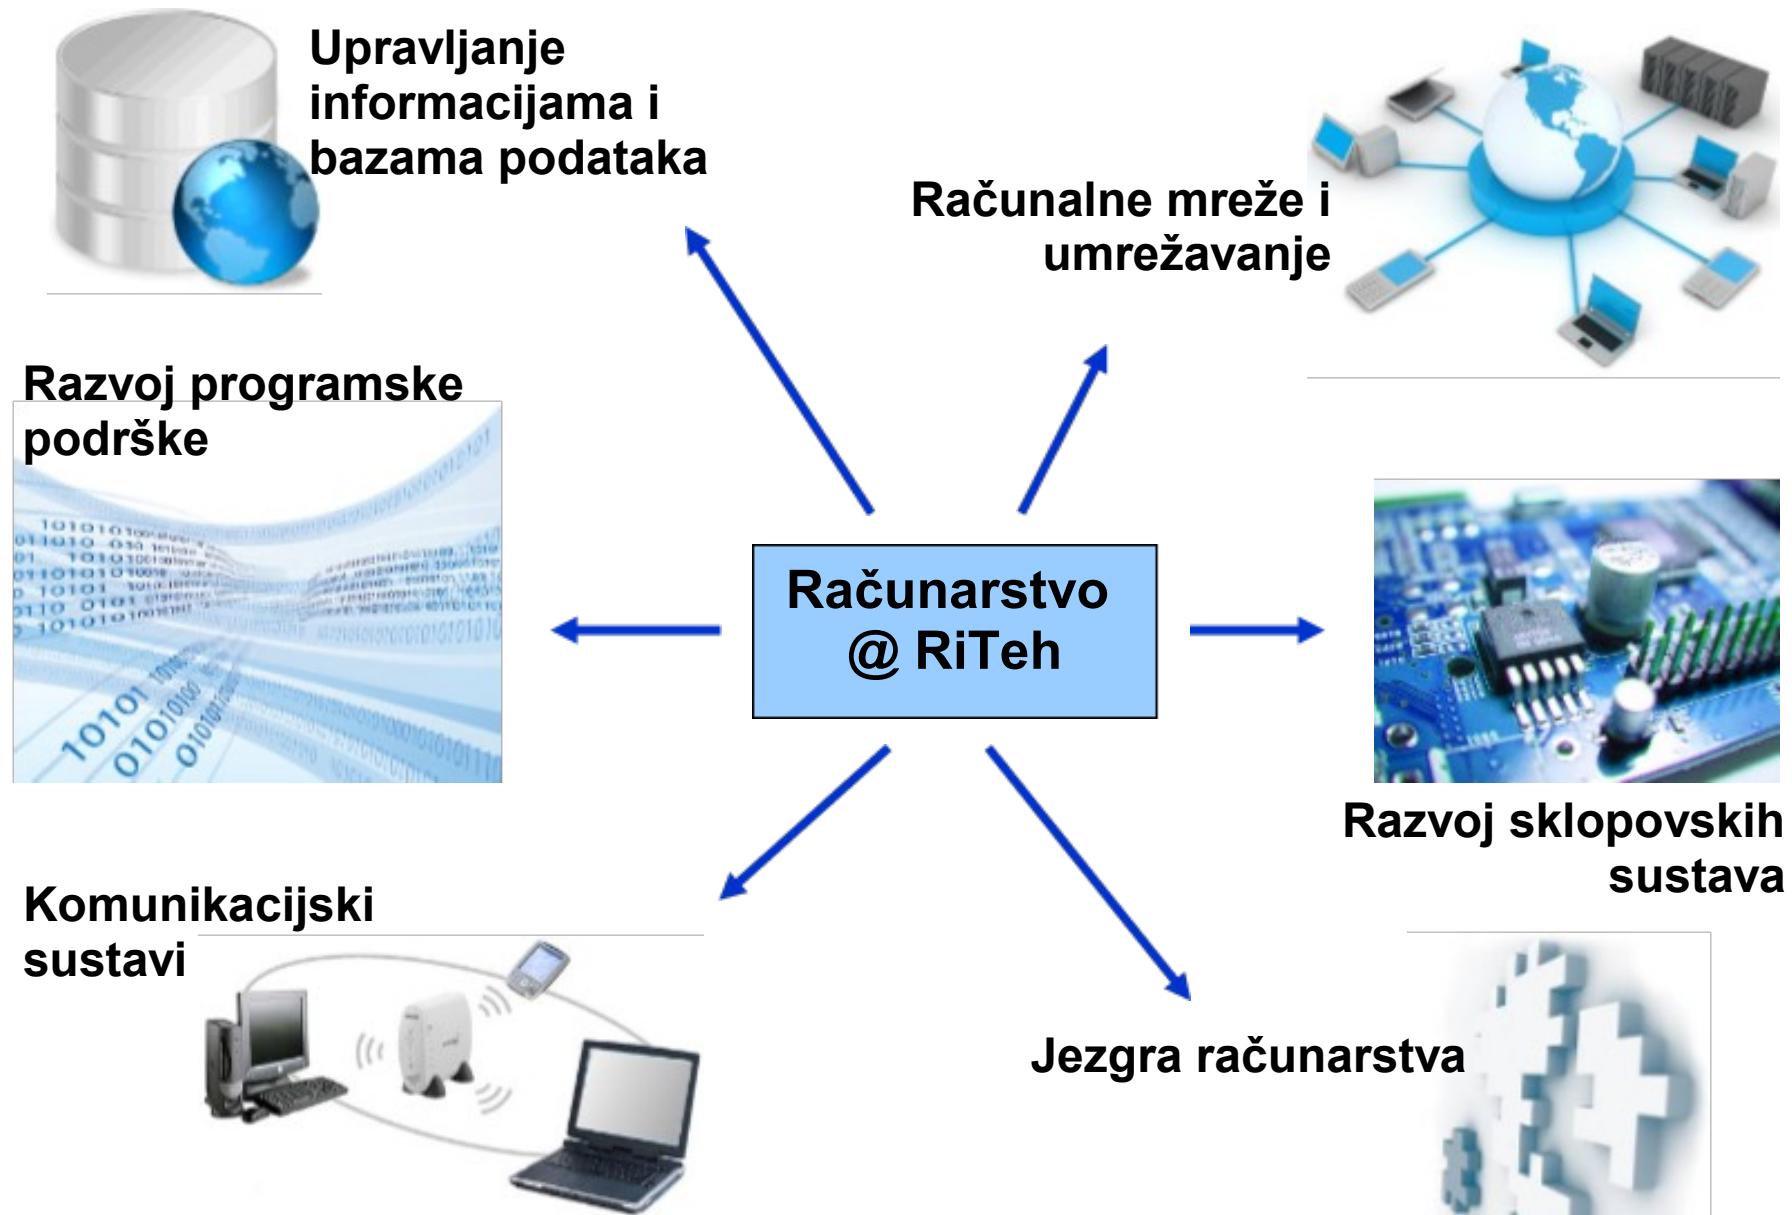 Upravljanje
informacijama i
bazama podataka
Računalne mreže i
umrežavanje
Razvoj programske
podrške
Računarstvo
@ RiTeh
Razvoj sklopovskih
sustava
Komunikacijski
sustavi
Jezgra računarstva